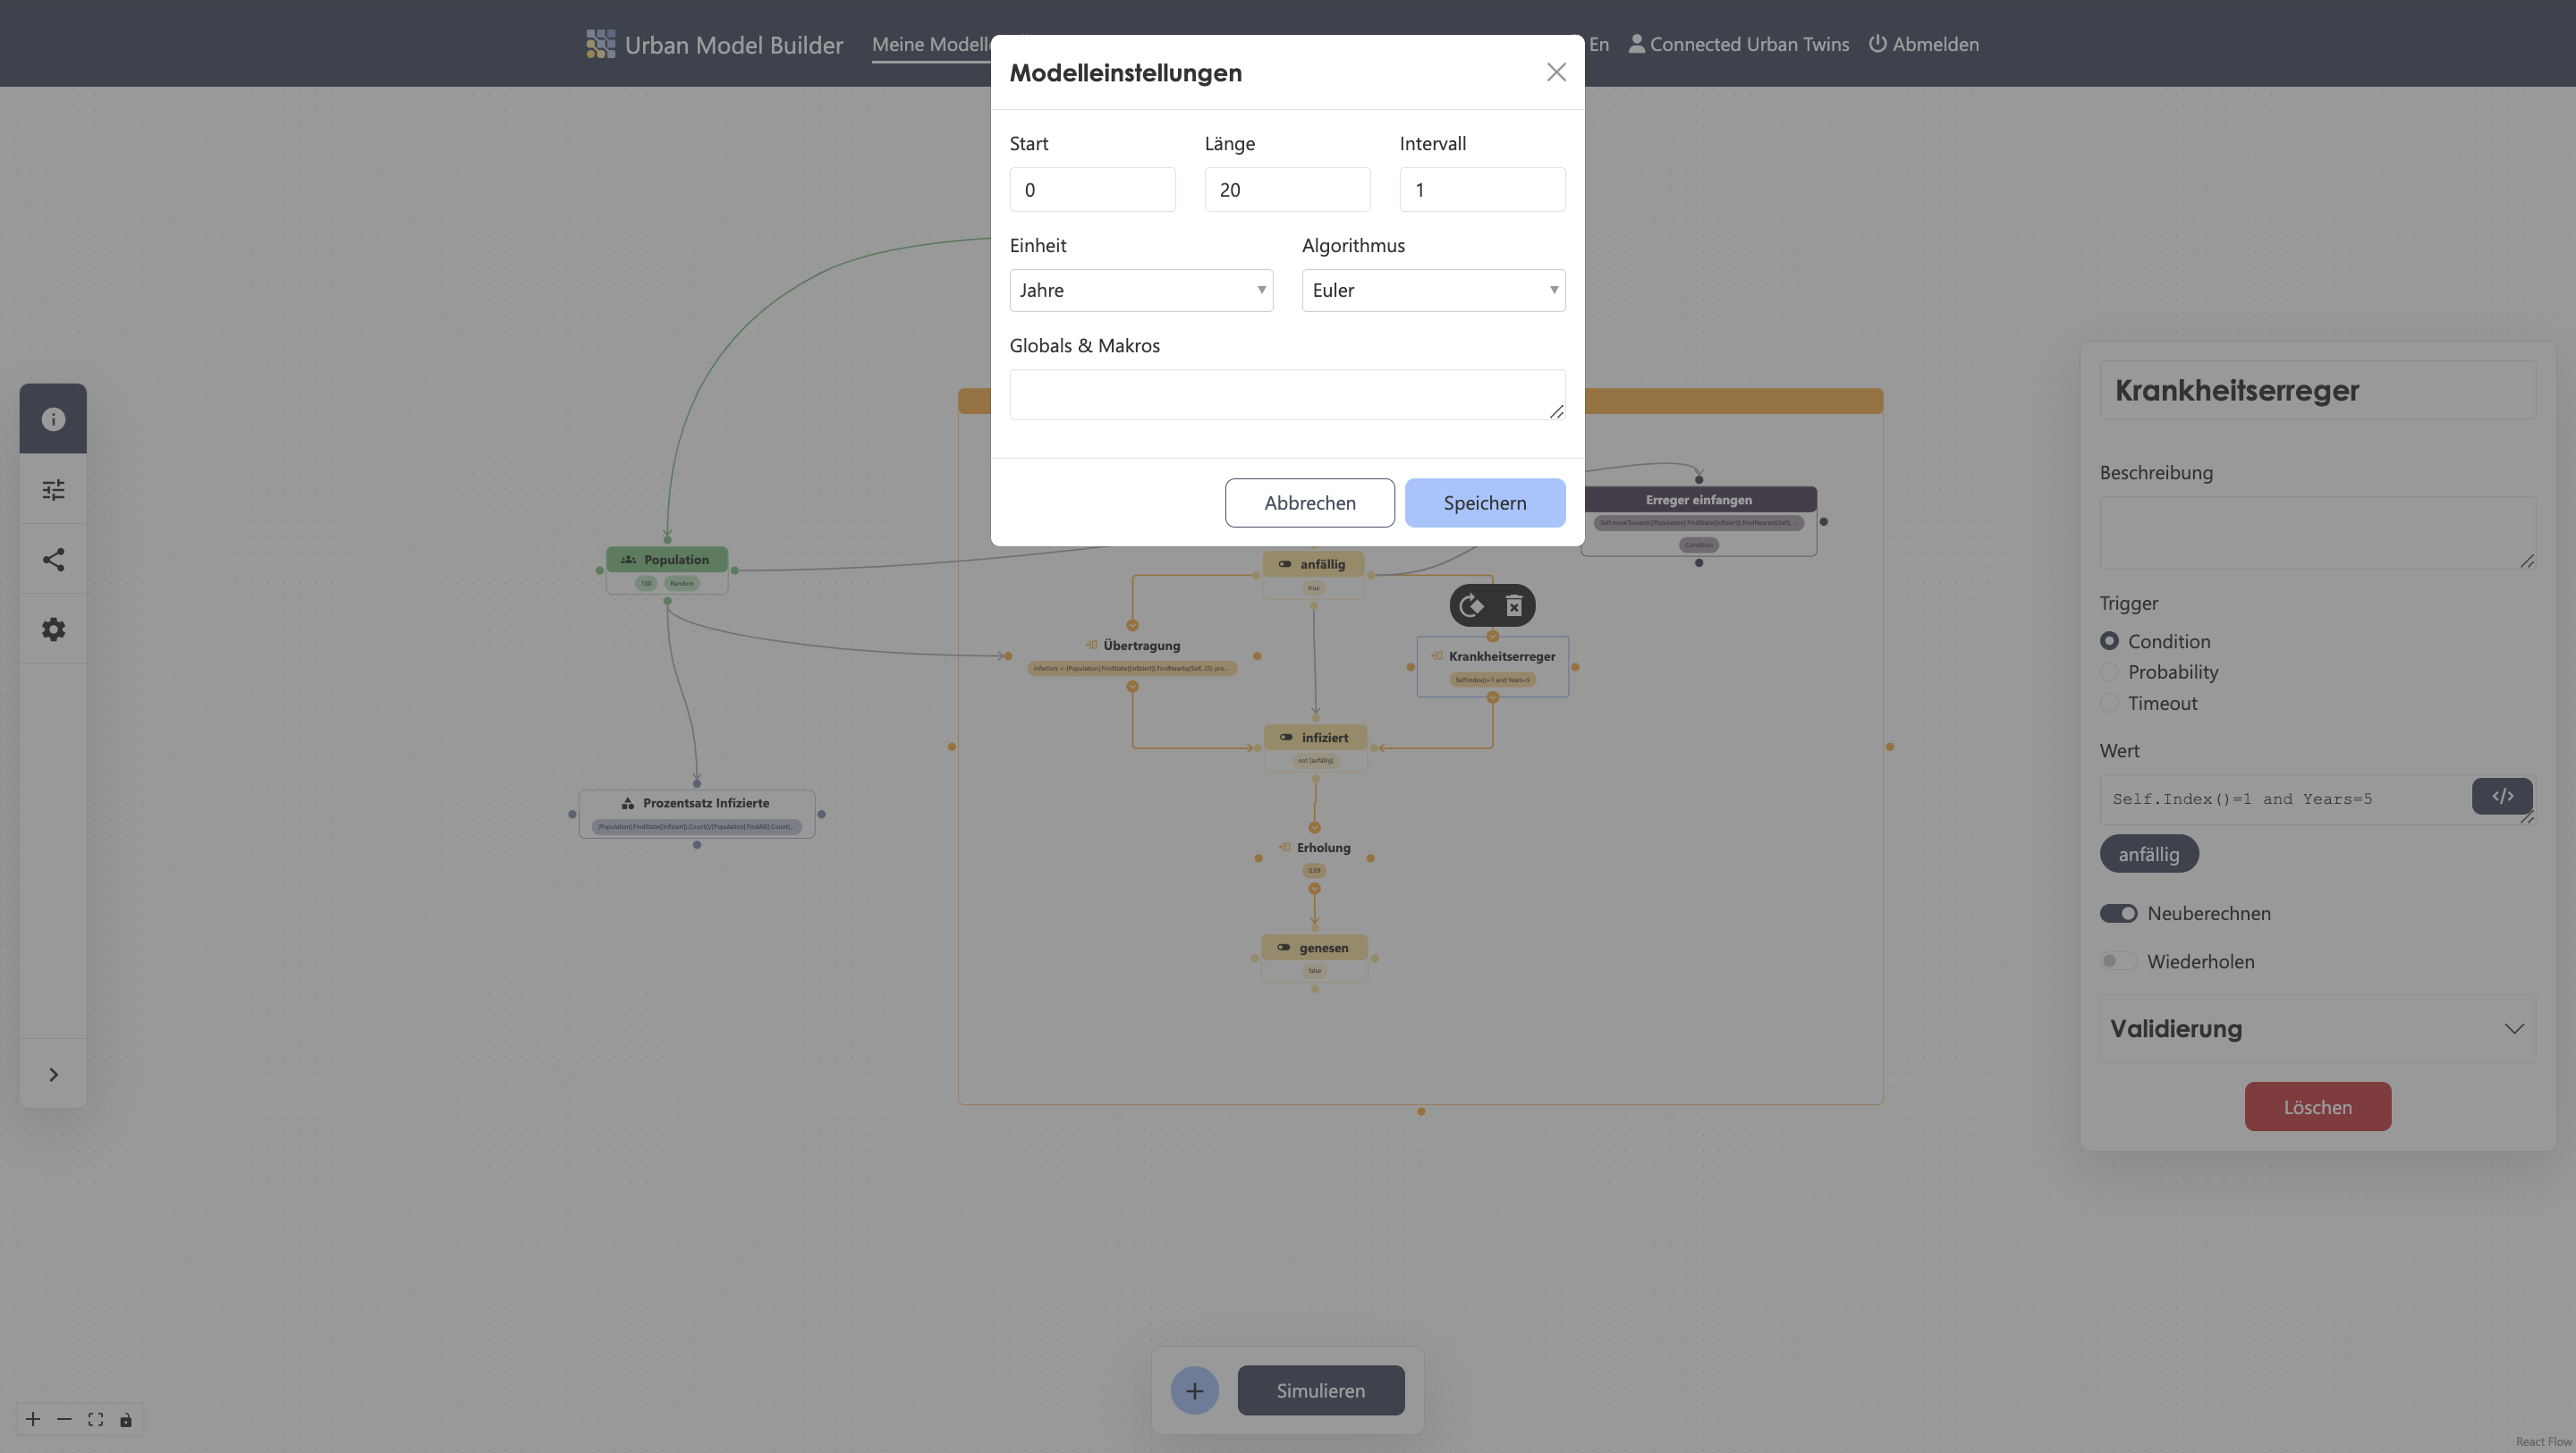 Urban Model Builder
Meine Modelle
En
Connected Urban Twins
Abmelden
Modelleinstellungen
Start
Länge
Intervall
0
20
1
Einheit
Algorithmus
Jahre
Euler
Globals & Makros
Abbrechen
Speichern
Population
100
Random
Prozentsatz Infizierte
[Population].FindState([infiziert]).Count()/[Population].FindAll().Count(...
anfällig
true
Übertragung
infectors <-[Population].FindState([infiziert]).FindNearby(Self, 25) pro...
Krankheitserreger
Self.Index()=1 and Years=5
infiziert
not [anfällig]
Erholung
0.09
genesen
false
Erreger einfangen
Self.moveTowards([Population].FindState([infiziert]).FindNearest(Self), ...
Condition
Krankheitserreger
Beschreibung
Trigger
Condition
Probability
Timeout
Wert
Self.Index()=1 and Years=5
</>
anfällig
Neuberechnen
Wiederholen
Validierung
Löschen
Simulieren
React Flow